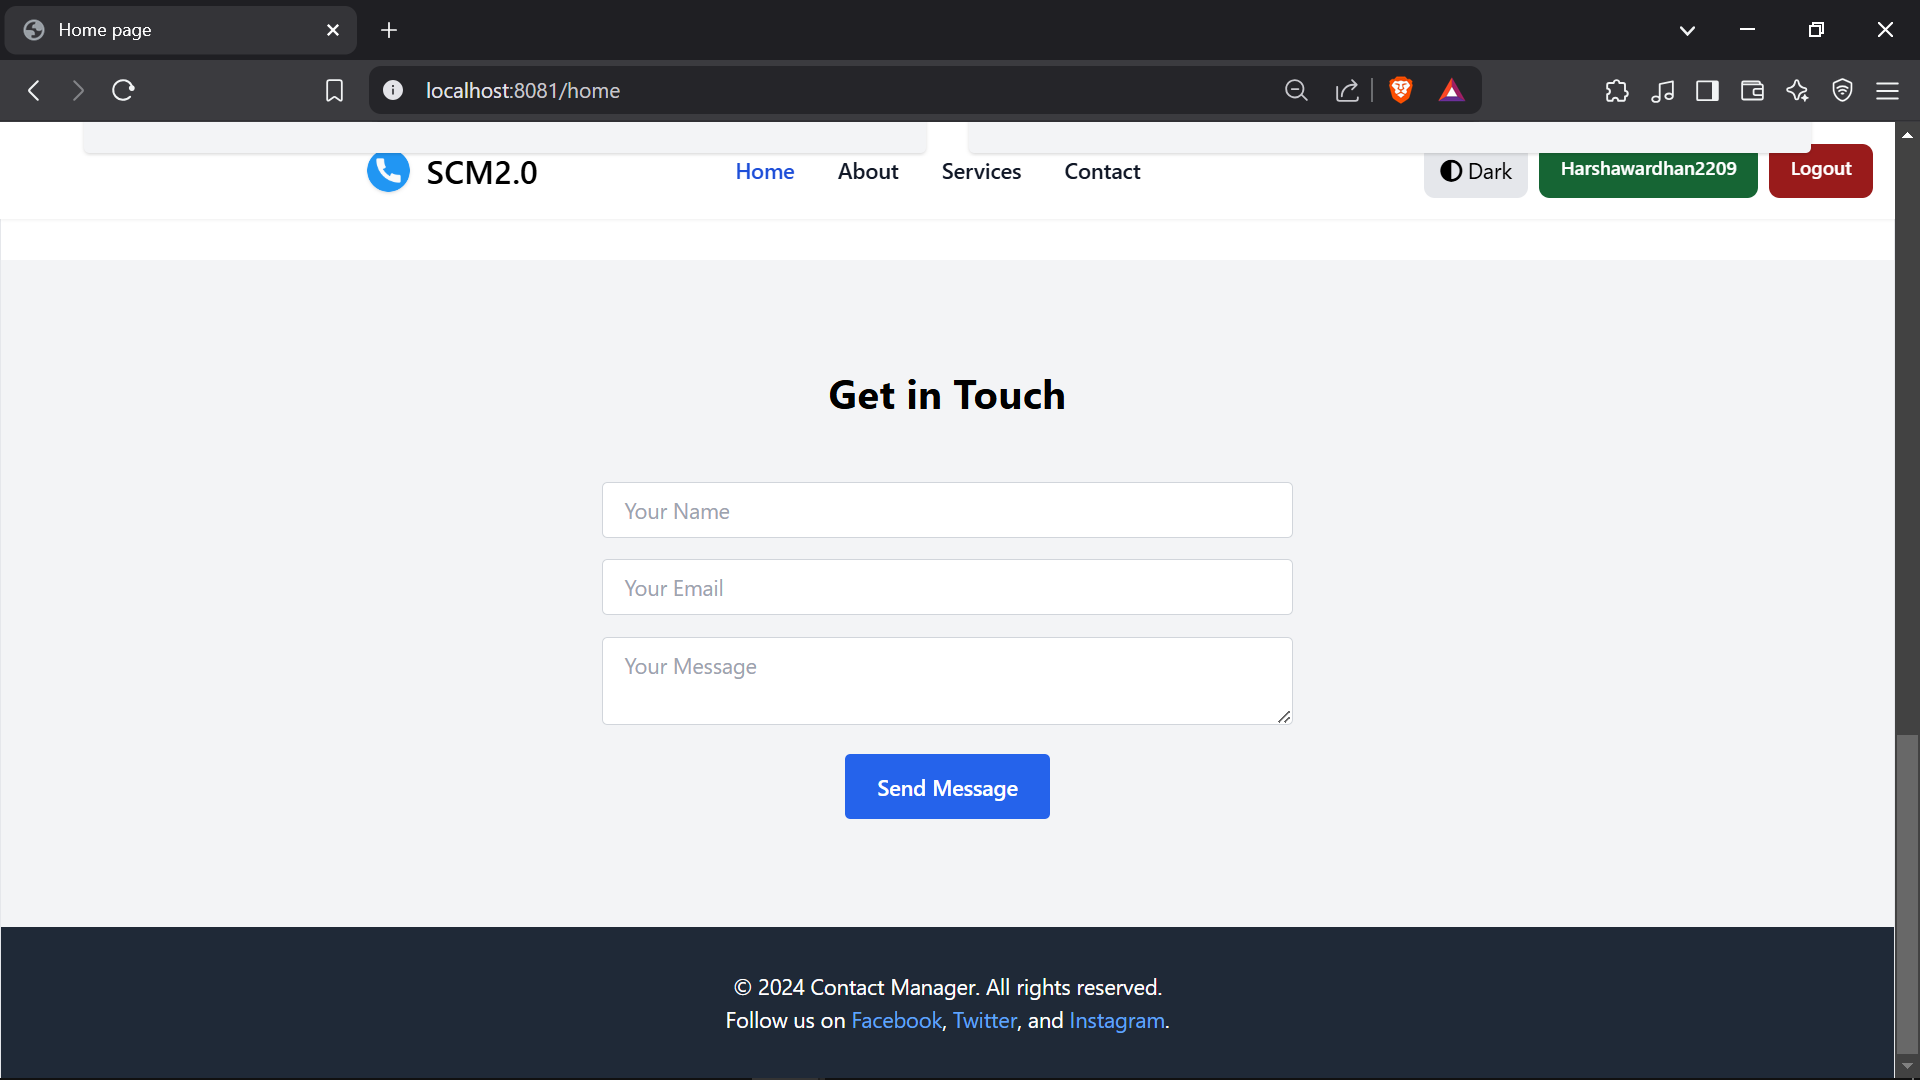 Home page
localhost:8081/home
SCM2.0
Home
About
Services
Contact
Dark
Harshawardhan2209
Logout
Get in Touch
Your Name
Your Email
Your Message
Send Message
© 2024 Contact Manager. All rights reserved.
Follow us on Facebook, Twitter, and Instagram.